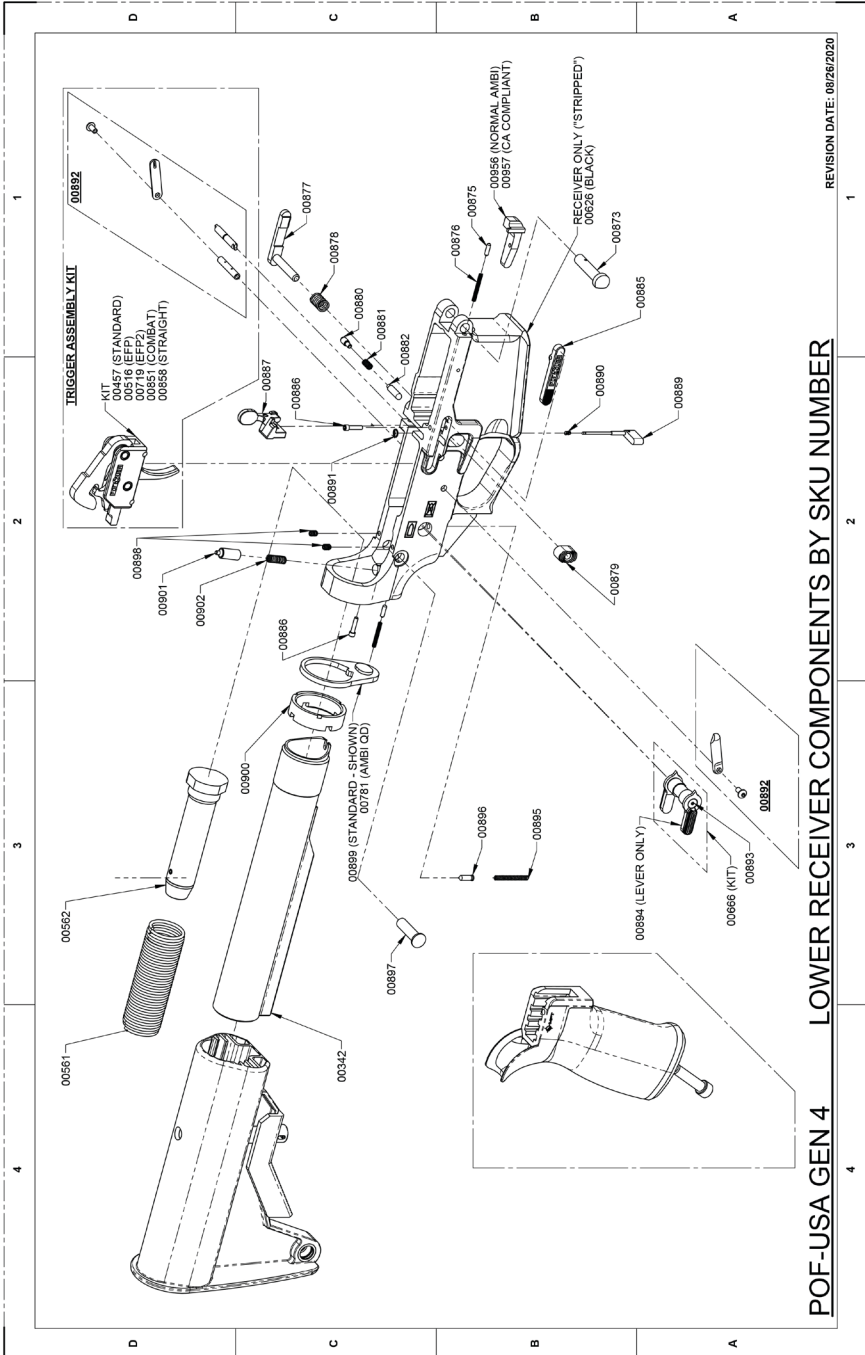 4
3
2
1
D
C
B
A
TRIGGER ASSEMBLY KIT
KIT
00457 (STANDARD)
00516 (EFP)
00719 (EFP2)
00851 (COMBAT)
00858 (STRAIGHT)
00892
00561
00562
00901
00902
00898
00886
00887
00877
00878
00880
00881
00882
00891
00900
00886
00342
00899 (STANDARD - SHOWN)
00781 (AMBI QD)
00956 (NORMAL AMBI)
00957 (CA COMPLIANT)
00875
00876
RECEIVER ONLY ("STRIPPED")
00626 (BLACK)
00873
00885
00890
00889
00879
00897
00896
00895
00894 (LEVER ONLY)
00666 (KIT)
00893
00892
POF-USA GEN 4
LOWER RECEIVER COMPONENTS BY SKU NUMBER
REVISION DATE: 08/26/2020
D
C
B
A
4
3
2
1